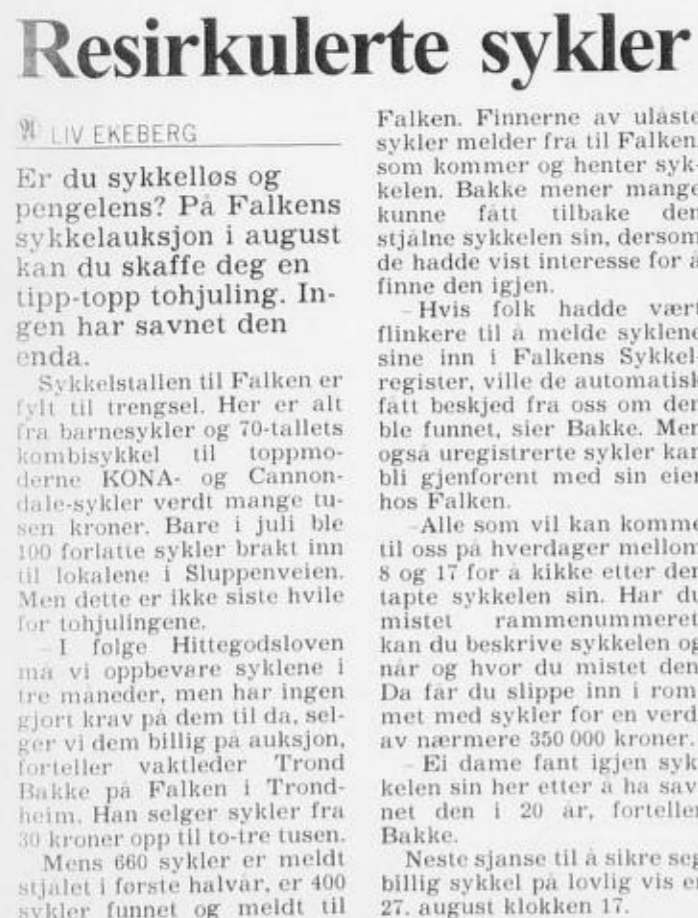 Resirkulerte sykler
LIV EKEBERG
Er du sykkelløs og
pengelens? På Falkens
sykkelauksjon i august
kan du skaffe deg en
tipp-topp tohjuling. In-
gen har savnet den
enda.
Sykkelstallen til Falken er
fylt til trengsel. Her er alt
fra barnesykler og 70-tallets
kombisykkel til toppmo-
derne KONA- og Cannon-
dale-sykler verdt mange tu-
sen kroner. Bare i juli ble
100 forlatte sykler brakt inn
til lokalene i Sluppenveien.
Men dette er ikke siste hvile
for tohjulingene.
- I følge Hittegodsloven
må vi oppbevare syklene i
tre måneder, men har ingen
gjort krav på dem til da, sel-
ger vi dem billig på auksjon,
forteller vaktleder Trond
Bakke på Falken i Trond-
heim. Han selger sykler fra
30 kroner opp til to-tre tusen.
Mens 660 sykler er meldt
stjålet i første halvår, er 400
sykler funnet og meldt til
Falken. Finnerne av ulåste
sykler melder fra til Falken,
som kommer og henter syk-
kelen. Bakke mener mange
kunne fått tilbake den
stjålne sykkelen sin, dersom
de hadde vist interesse for å
finne den igjen.
- Hvis folk hadde vært
flinkere til å melde syklene
sine inn i Falkens Sykkel-
register, ville de automatisk
fått beskjed fra oss om den
ble funnet, sier Bakke. Men
også uregistrerte sykler kan
bli gjenforent med sin eier
hos Falken.
- Alle som vil kan komme
til oss på hverdager mellom
8 og 17 for å kikke etter den
tapte sykkelen sin. Har du
mistet rammenummeret,
kan du beskrive sykkelen og
når og hvor du mistet den.
Da får du slippe inn i rom-
met med sykler for en verdi
av nærmere 350 000 kroner.
- Ei dame fant igjen syk-
kelen sin her etter å ha sav-
net den i 20 år, forteller
Bakke.
Neste sjanse til å sikre seg
billig sykkel på lovlig vis er
27. august klokken 17.